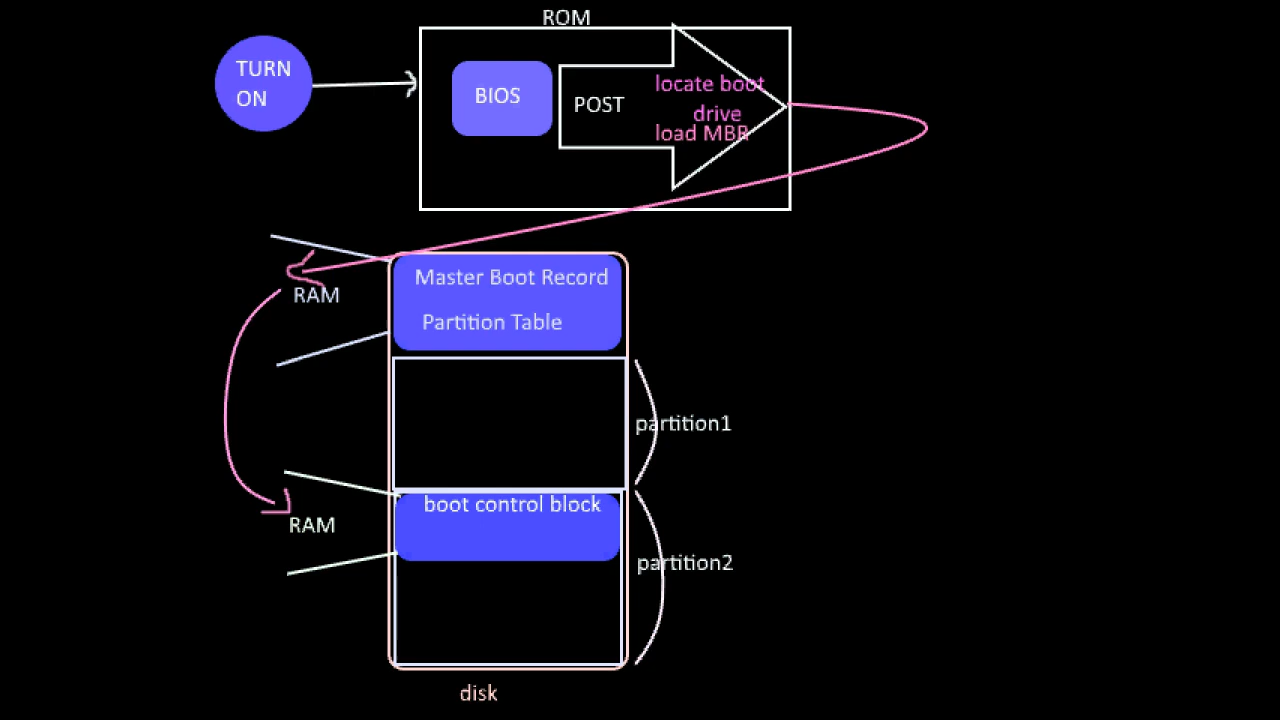 ROM
TURN
ON
BIOS
POST
locate boot
drive
load MBR
Master Boot Record
RAM
Partition Table
partition1
boot control block
RAM
partition2
disk